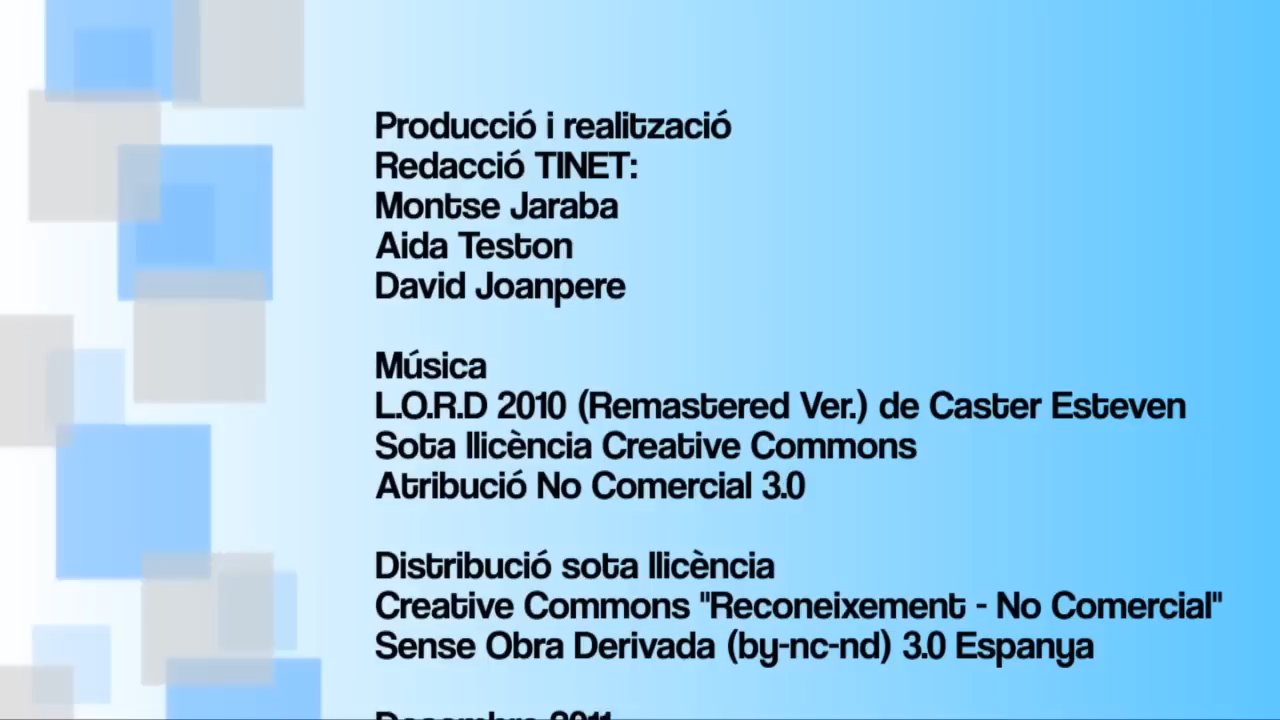 Producció i realització
Redacció TINET:
Montse Jaraba
Aida Teston
David Joanpere
Música
L.O.R.D 2010 (Remastered Ver.) de Caster Esteven
Sota llicència Creative Commons
Atribució No Comercial 3.0
Distribució sota llicència
Creative Commons "Reconeixement - No Comercial"
Sense Obra Derivada (by-nc-nd) 3.0 Espanya
Desembre 2011